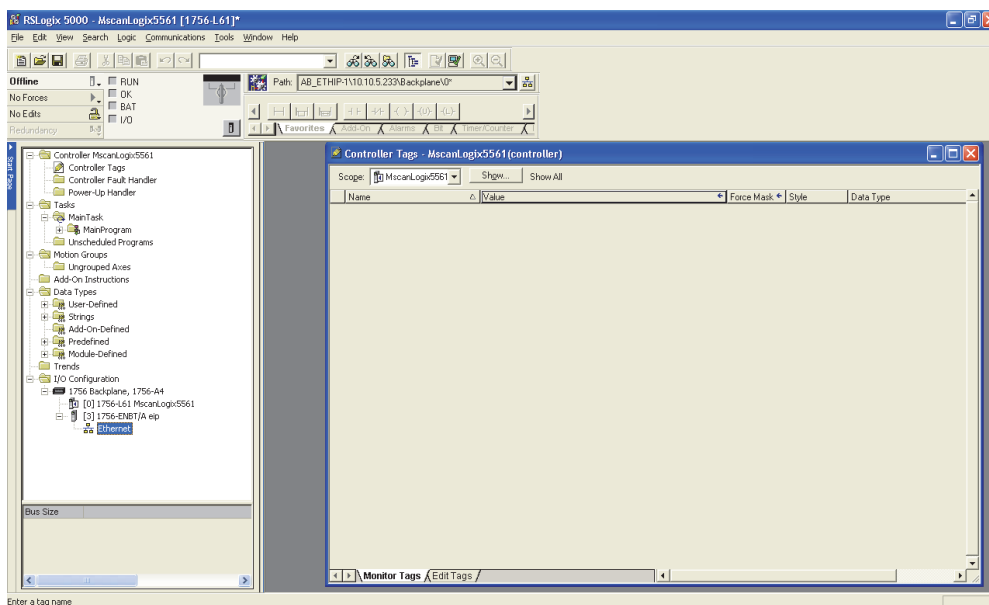 RSLogix 5000 - MscanLogix5561 [1756-L61]*
File Edit View Search Logic Communications Tools Window Help
Offline RUN
No Forces OK
No Edits BAT
Redundancy I/O
Path: AB_ETHIP-1\10.10.5.233\Backplane\0*
Favorites Add-On Alarms Bit Timer/Counter
Start Page
Controller MscanLogix5561
Controller Tags
Controller Fault Handler
Power-Up Handler
Tasks
MainTask
MainProgram
Unscheduled Programs
Motion Groups
Ungrouped Axes
Add-On Instructions
Data Types
User-Defined
Strings
Add-On-Defined
Predefined
Module-Defined
Trends
I/O Configuration
1756 Backplane, 1756-A4
[0] 1756-L61 MscanLogix5561
[3] 1756-ENBT/A eip
Ethernet
Bus Size
Controller Tags - MscanLogix5561(controller)
Scope: MscanLogix5561 Show... Show All
Name Value Force Mask Style Data Type
Monitor Tags Edit Tags
Enter a tag name